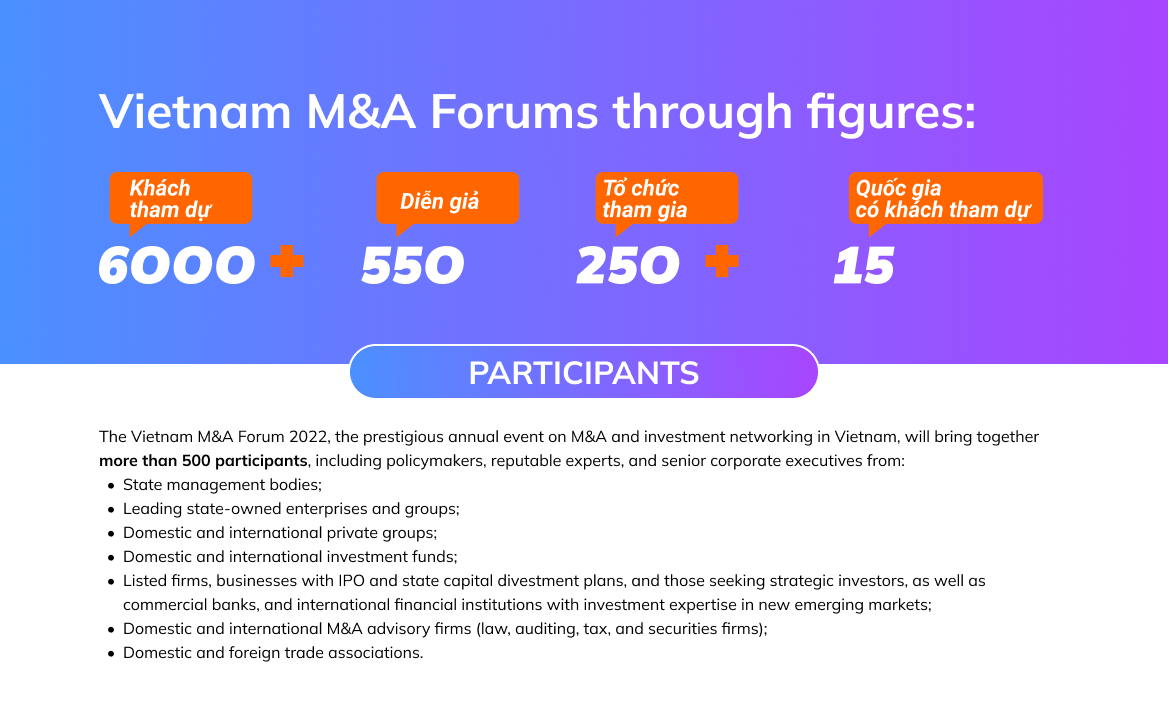 Vietnam M&A Forums through figures:
Khách
tham dự
6000 +
Diễn giả
550
Tổ chức
tham gia
250 +
Quốc gia
có khách tham dự
15
PARTICIPANTS
The Vietnam M&A Forum 2022, the prestigious annual event on M&A and investment networking in Vietnam, will bring together
more than 500 participants, including policymakers, reputable experts, and senior corporate executives from:
• State management bodies;
• Leading state-owned enterprises and groups;
• Domestic and international private groups;
• Domestic and international investment funds;
• Listed firms, businesses with IPO and state capital divestment plans, and those seeking strategic investors, as well as
commercial banks, and international financial institutions with investment expertise in new emerging markets;
• Domestic and international M&A advisory firms (law, auditing, tax, and securities firms);
• Domestic and foreign trade associations.